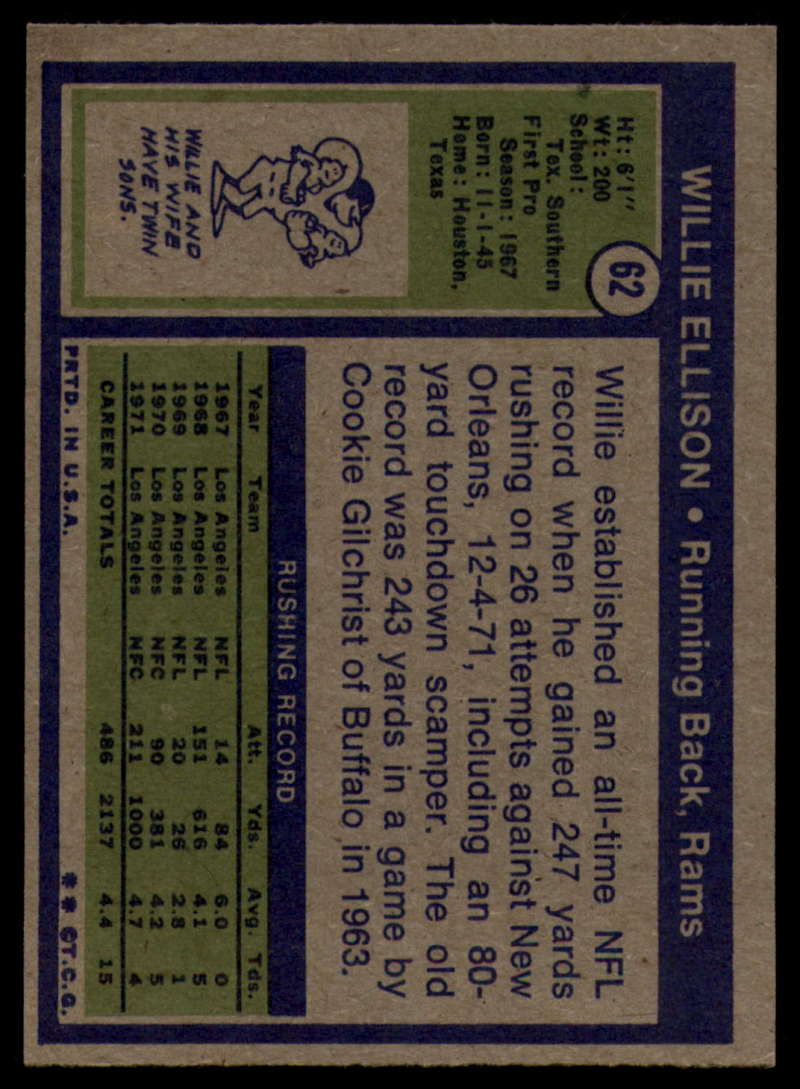 WILLIE ELLISON • Running Back, Rams
62
Ht: 6'1"
Wt: 200
School:
Tex. Southern
First Pro
Season: 1967
Born: 11-1-45
Home: Houston,
Texas
WILLIE AND
HIS WIFE
HAVE TWIN
SONS.
Willie established an all-time NFL
record when he gained 247 yards
rushing on 26 attempts against New
Orleans, 12-4-71, including an 80-
yard touchdown scamper. The old
record was 243 yards in a game by
Cookie Gilchrist of Buffalo in 1963.
RUSHING RECORD
Year Team Att. Yds. Avg. Tds.
1967 Los Angeles NFL 14 84 6.0 0
1968 Los Angeles NFL 151 616 4.1 5
1969 Los Angeles NFL 20 26 2.8 1
1970 Los Angeles NFC 90 381 4.2 5
1971 Los Angeles NFC 211 1000 4.7 4
CAREER TOTALS 486 2137 4.4 15
PRTD. IN U.S.A. ** ©T.C.G.